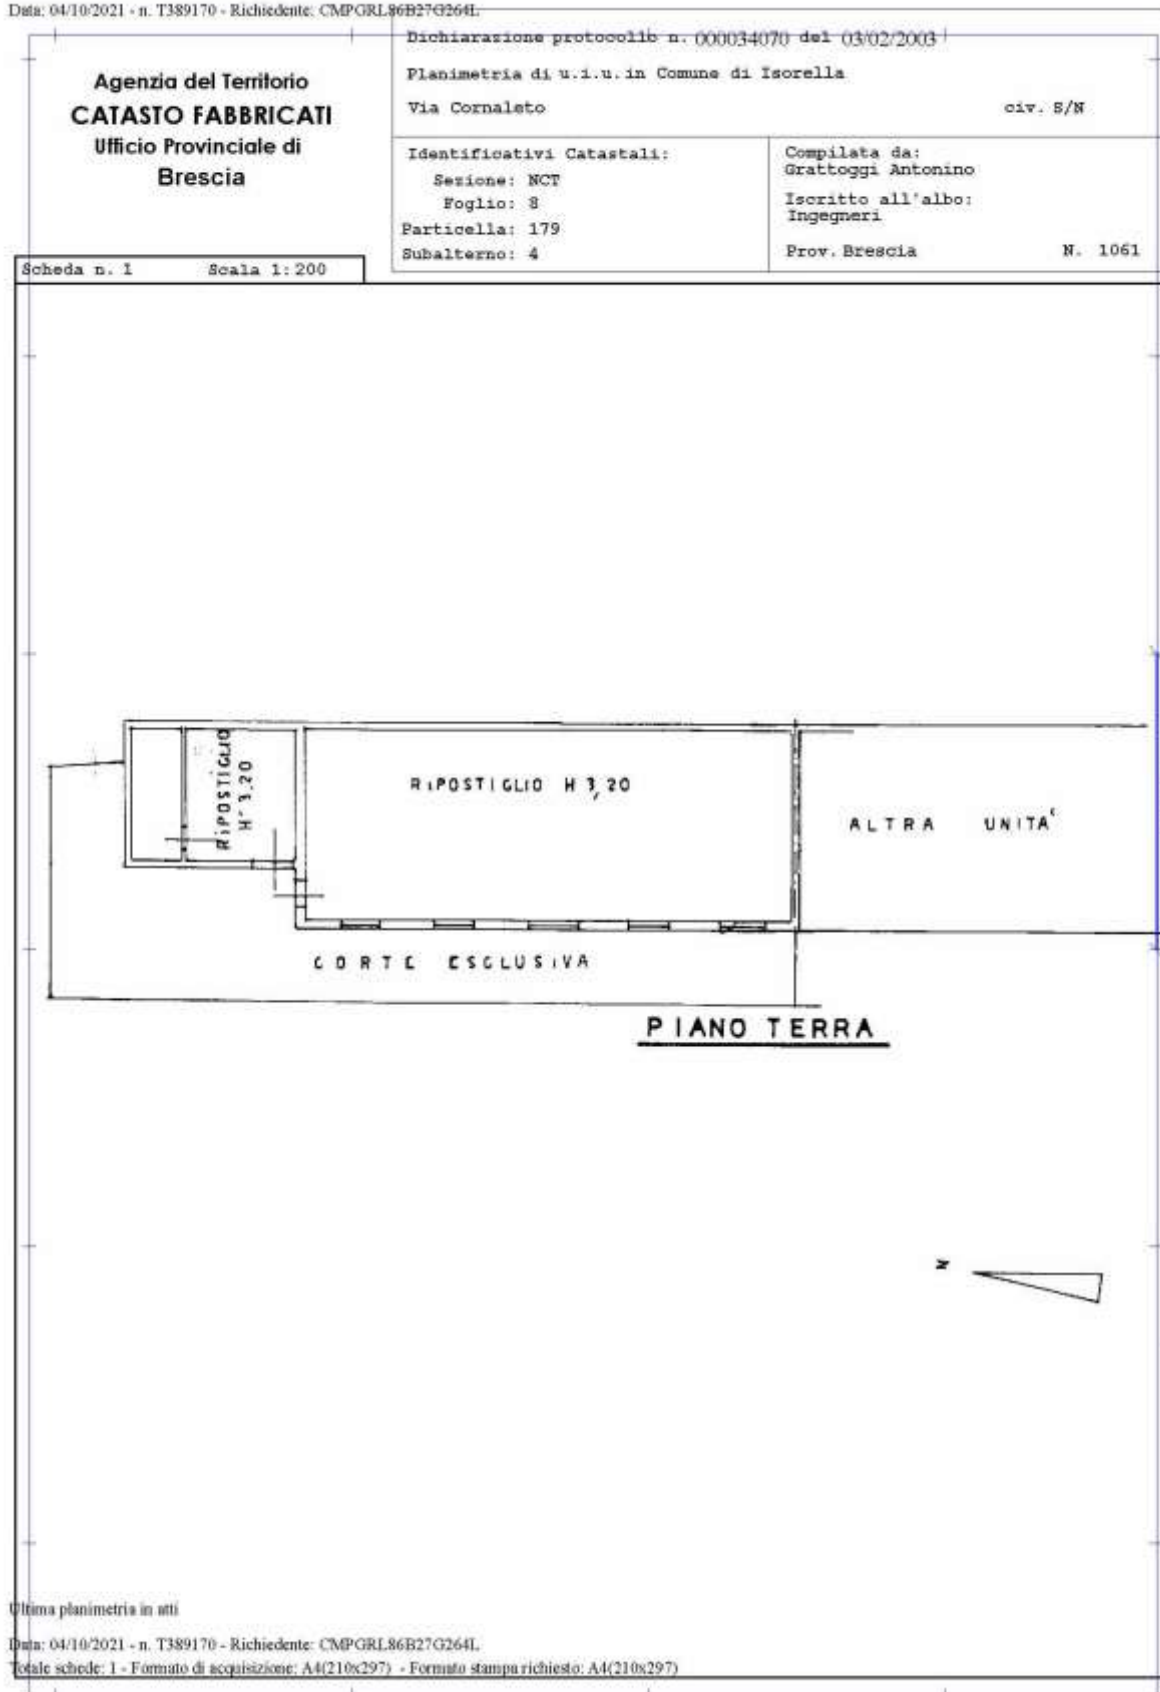 Data: 04/10/2021 - n. T389170 - Richiedente: CMPGRL86B27G264L
Agenzia del Territorio
CATASTO FABBRICATI
Ufficio Provinciale di
Brescia
Dichiarazione protocollo n. 000034070 del 03/02/2003
Planimetria di u.i.u. in Comune di Isorella
Via Cornaleto civ. S/N
Identificativi Catastali:
Sezione: NCT
Foglio: 8
Particella: 179
Subalterno: 4
Compilata da:
Grattoggi Antonino
Iscritto all'albo:
Ingegneri
Prov. Brescia N. 1061
Scheda n. 1 Scala 1:200
RIPOSTIGLIO
H 3,20
RIPOSTIGLIO H 3,20
ALTRA UNITA'
CORTE ESCLUSIVA
PIANO TERRA
N
Ultima planimetria in atti
Data: 04/10/2021 - n. T389170 - Richiedente: CMPGRL86B27G264L
Totale schede: 1 - Formato di acquisizione: A4(210x297) - Formato stampa richiesto: A4(210x297)